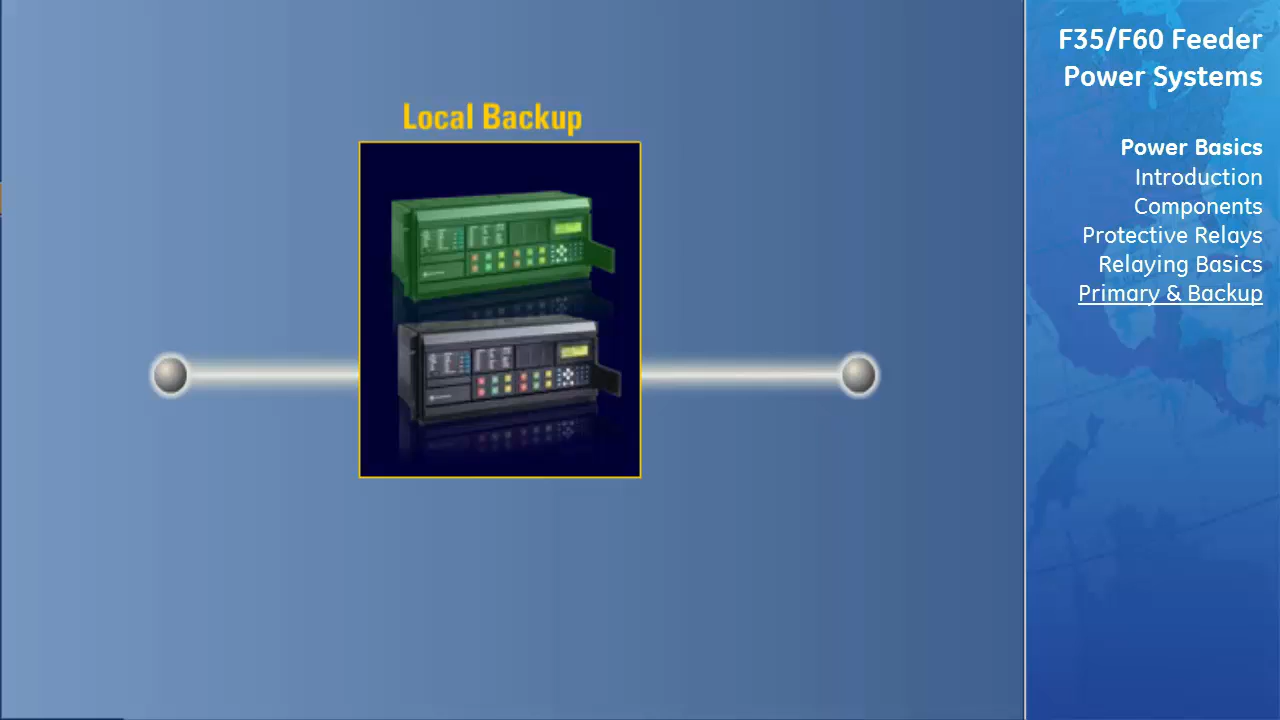 Local Backup
F35/F60 Feeder
Power Systems
Power Basics
Introduction
Components
Protective Relays
Relaying Basics
Primary & Backup